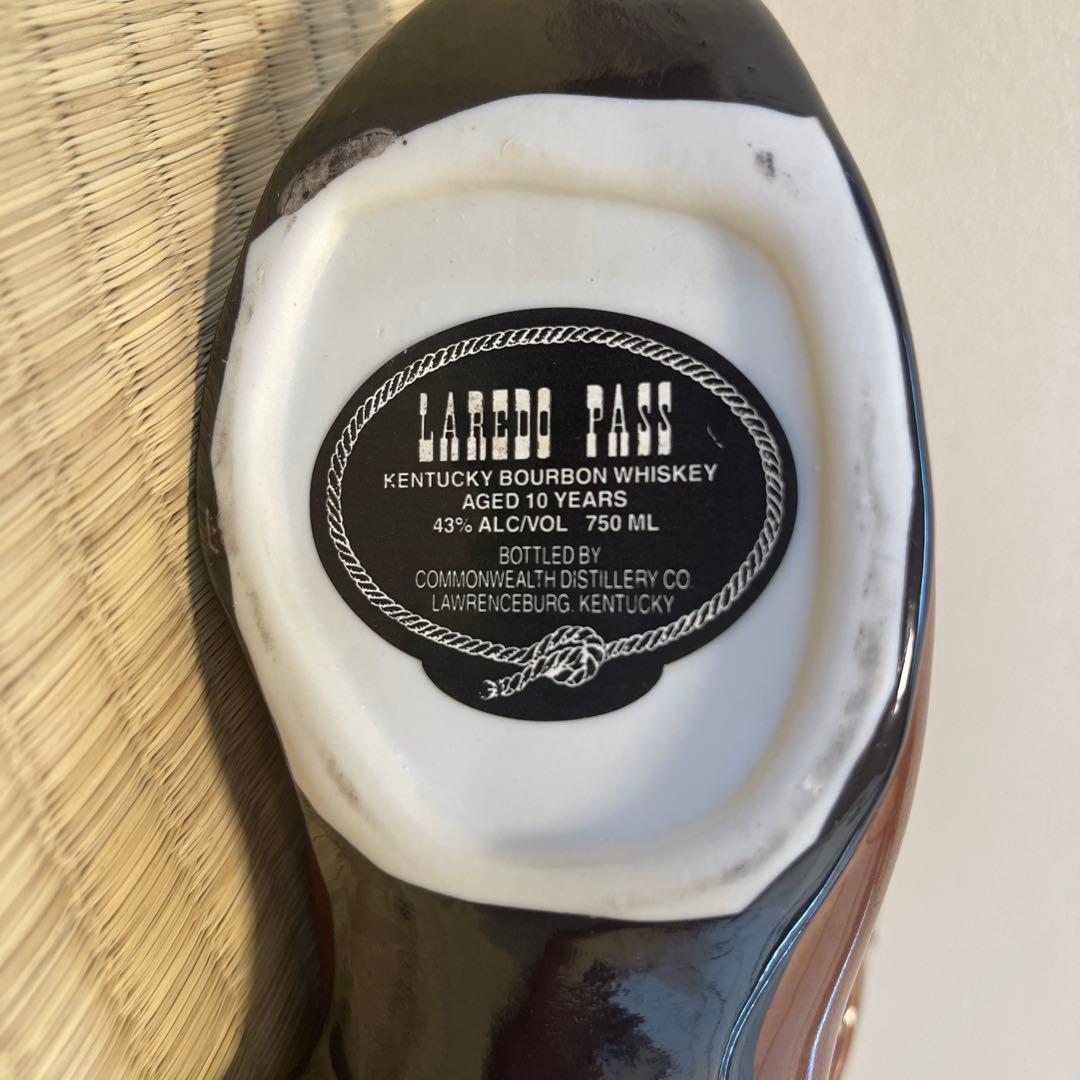 LAREDO PASS
KENTUCKY BOURBON WHISKEY
AGED 10 YEARS
43% ALC/VOL 750 ML
BOTTLED BY
COMMONWEALTH DISTILLERY CO.
LAWRENCEBURG, KENTUCKY